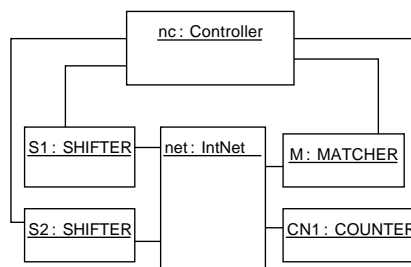 nc: Controller
S1: SHIFTER
net: IntNet
M: MATCHER
S2: SHIFTER
CN1: COUNTER